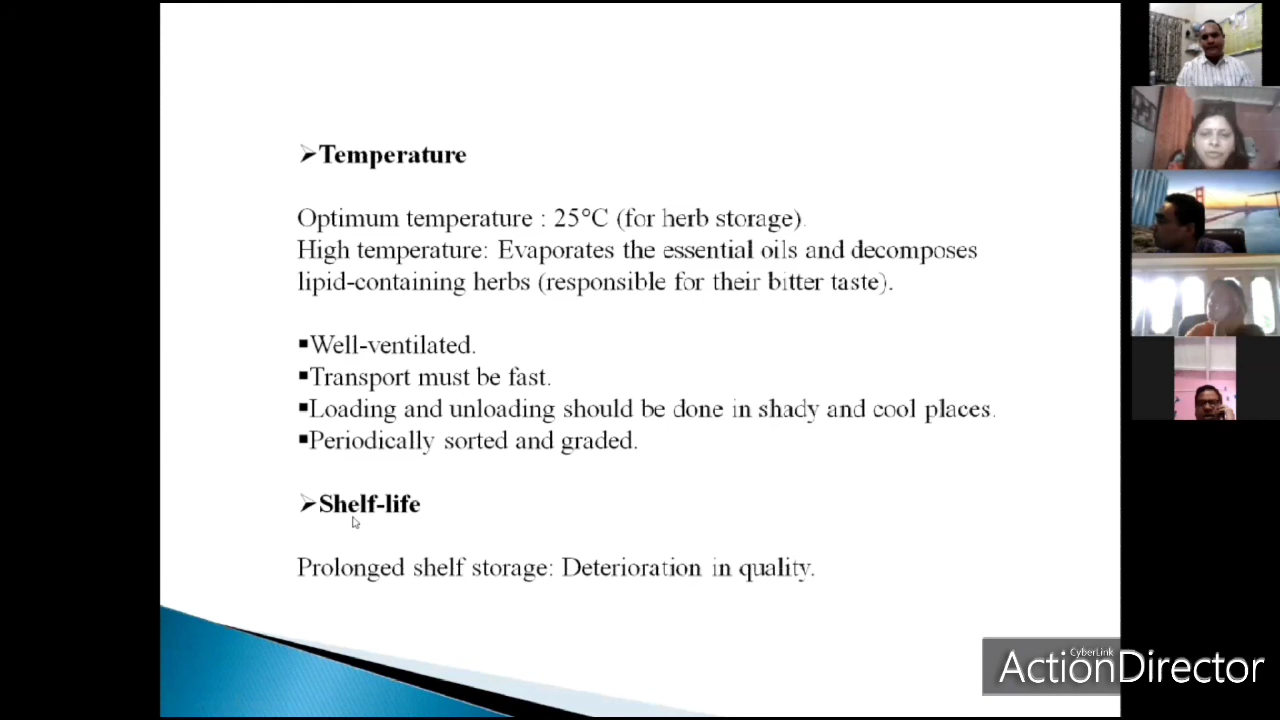 ➢Temperature
Optimum temperature : 25°C (for herb storage).
High temperature: Evaporates the essential oils and decomposes
lipid-containing herbs (responsible for their bitter taste).
▪Well-ventilated.
▪Transport must be fast.
▪Loading and unloading should be done in shady and cool places.
▪Periodically sorted and graded.
➢Shelf-life
Prolonged shelf storage: Deterioration in quality.
CyberLink
ActionDirector